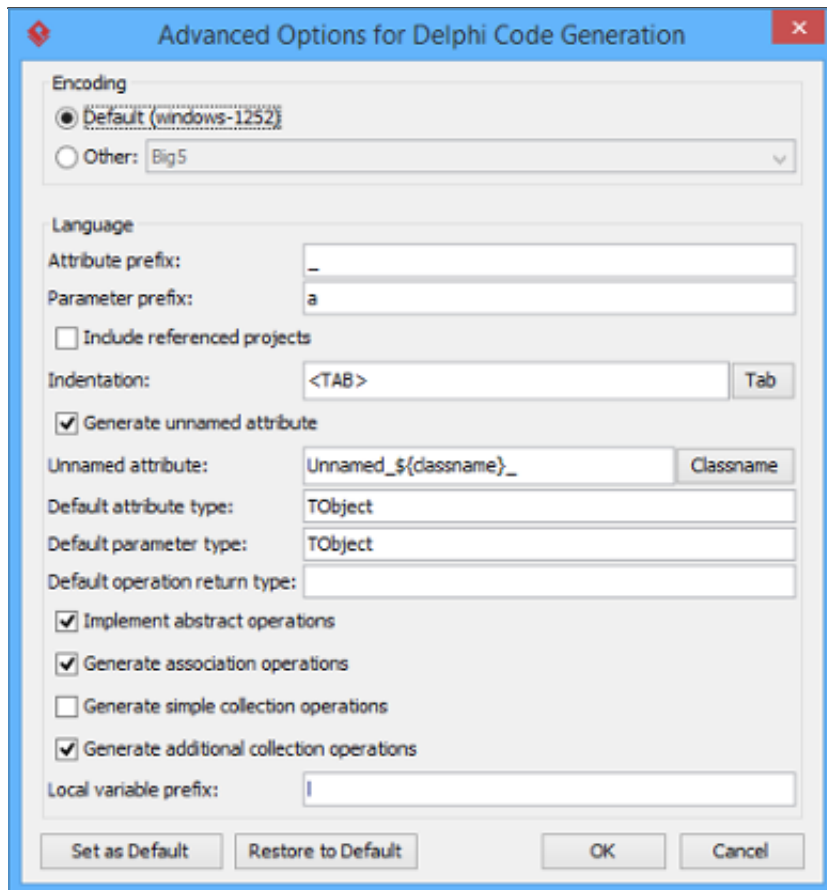 Advanced Options for Delphi Code Generation
Encoding
Default (windows-1252)
Other: Big5
Language
Attribute prefix: _
Parameter prefix: a
Include referenced projects
Indentation: <TAB> Tab
Generate unnamed attribute
Unnamed attribute: Unnamed_${classname}_ Classname
Default attribute type: TObject
Default parameter type: TObject
Default operation return type:
Implement abstract operations
Generate association operations
Generate simple collection operations
Generate additional collection operations
Local variable prefix: l
Set as Default Restore to Default OK Cancel